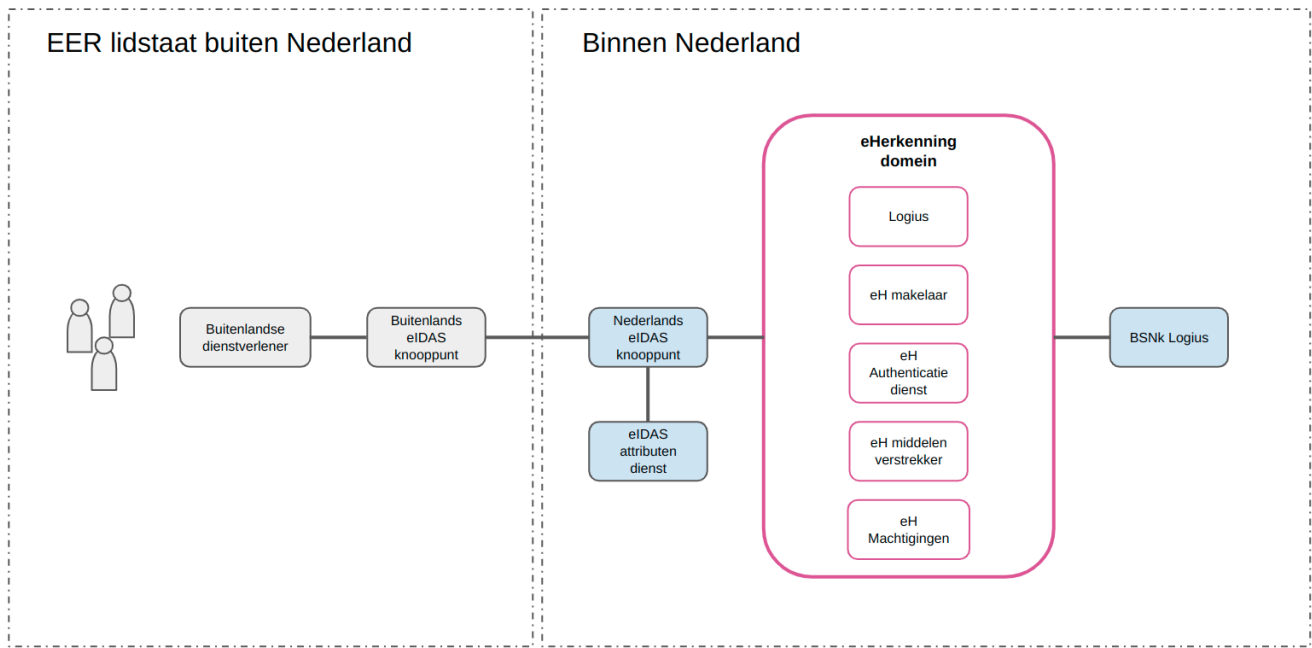 EER lidstaat buiten Nederland
Buitenlandse
dienstverlener
Buitenlands
eIDAS
knooppunt
Binnen Nederland
Nederlands
eIDAS
knooppunt
eIDAS
attributen
dienst
eHerkenning
domein
Logius
eH makelaar
eH
Authenticatie
dienst
eH middelen
verstrekker
eH
Machtigingen
BSNk Logius